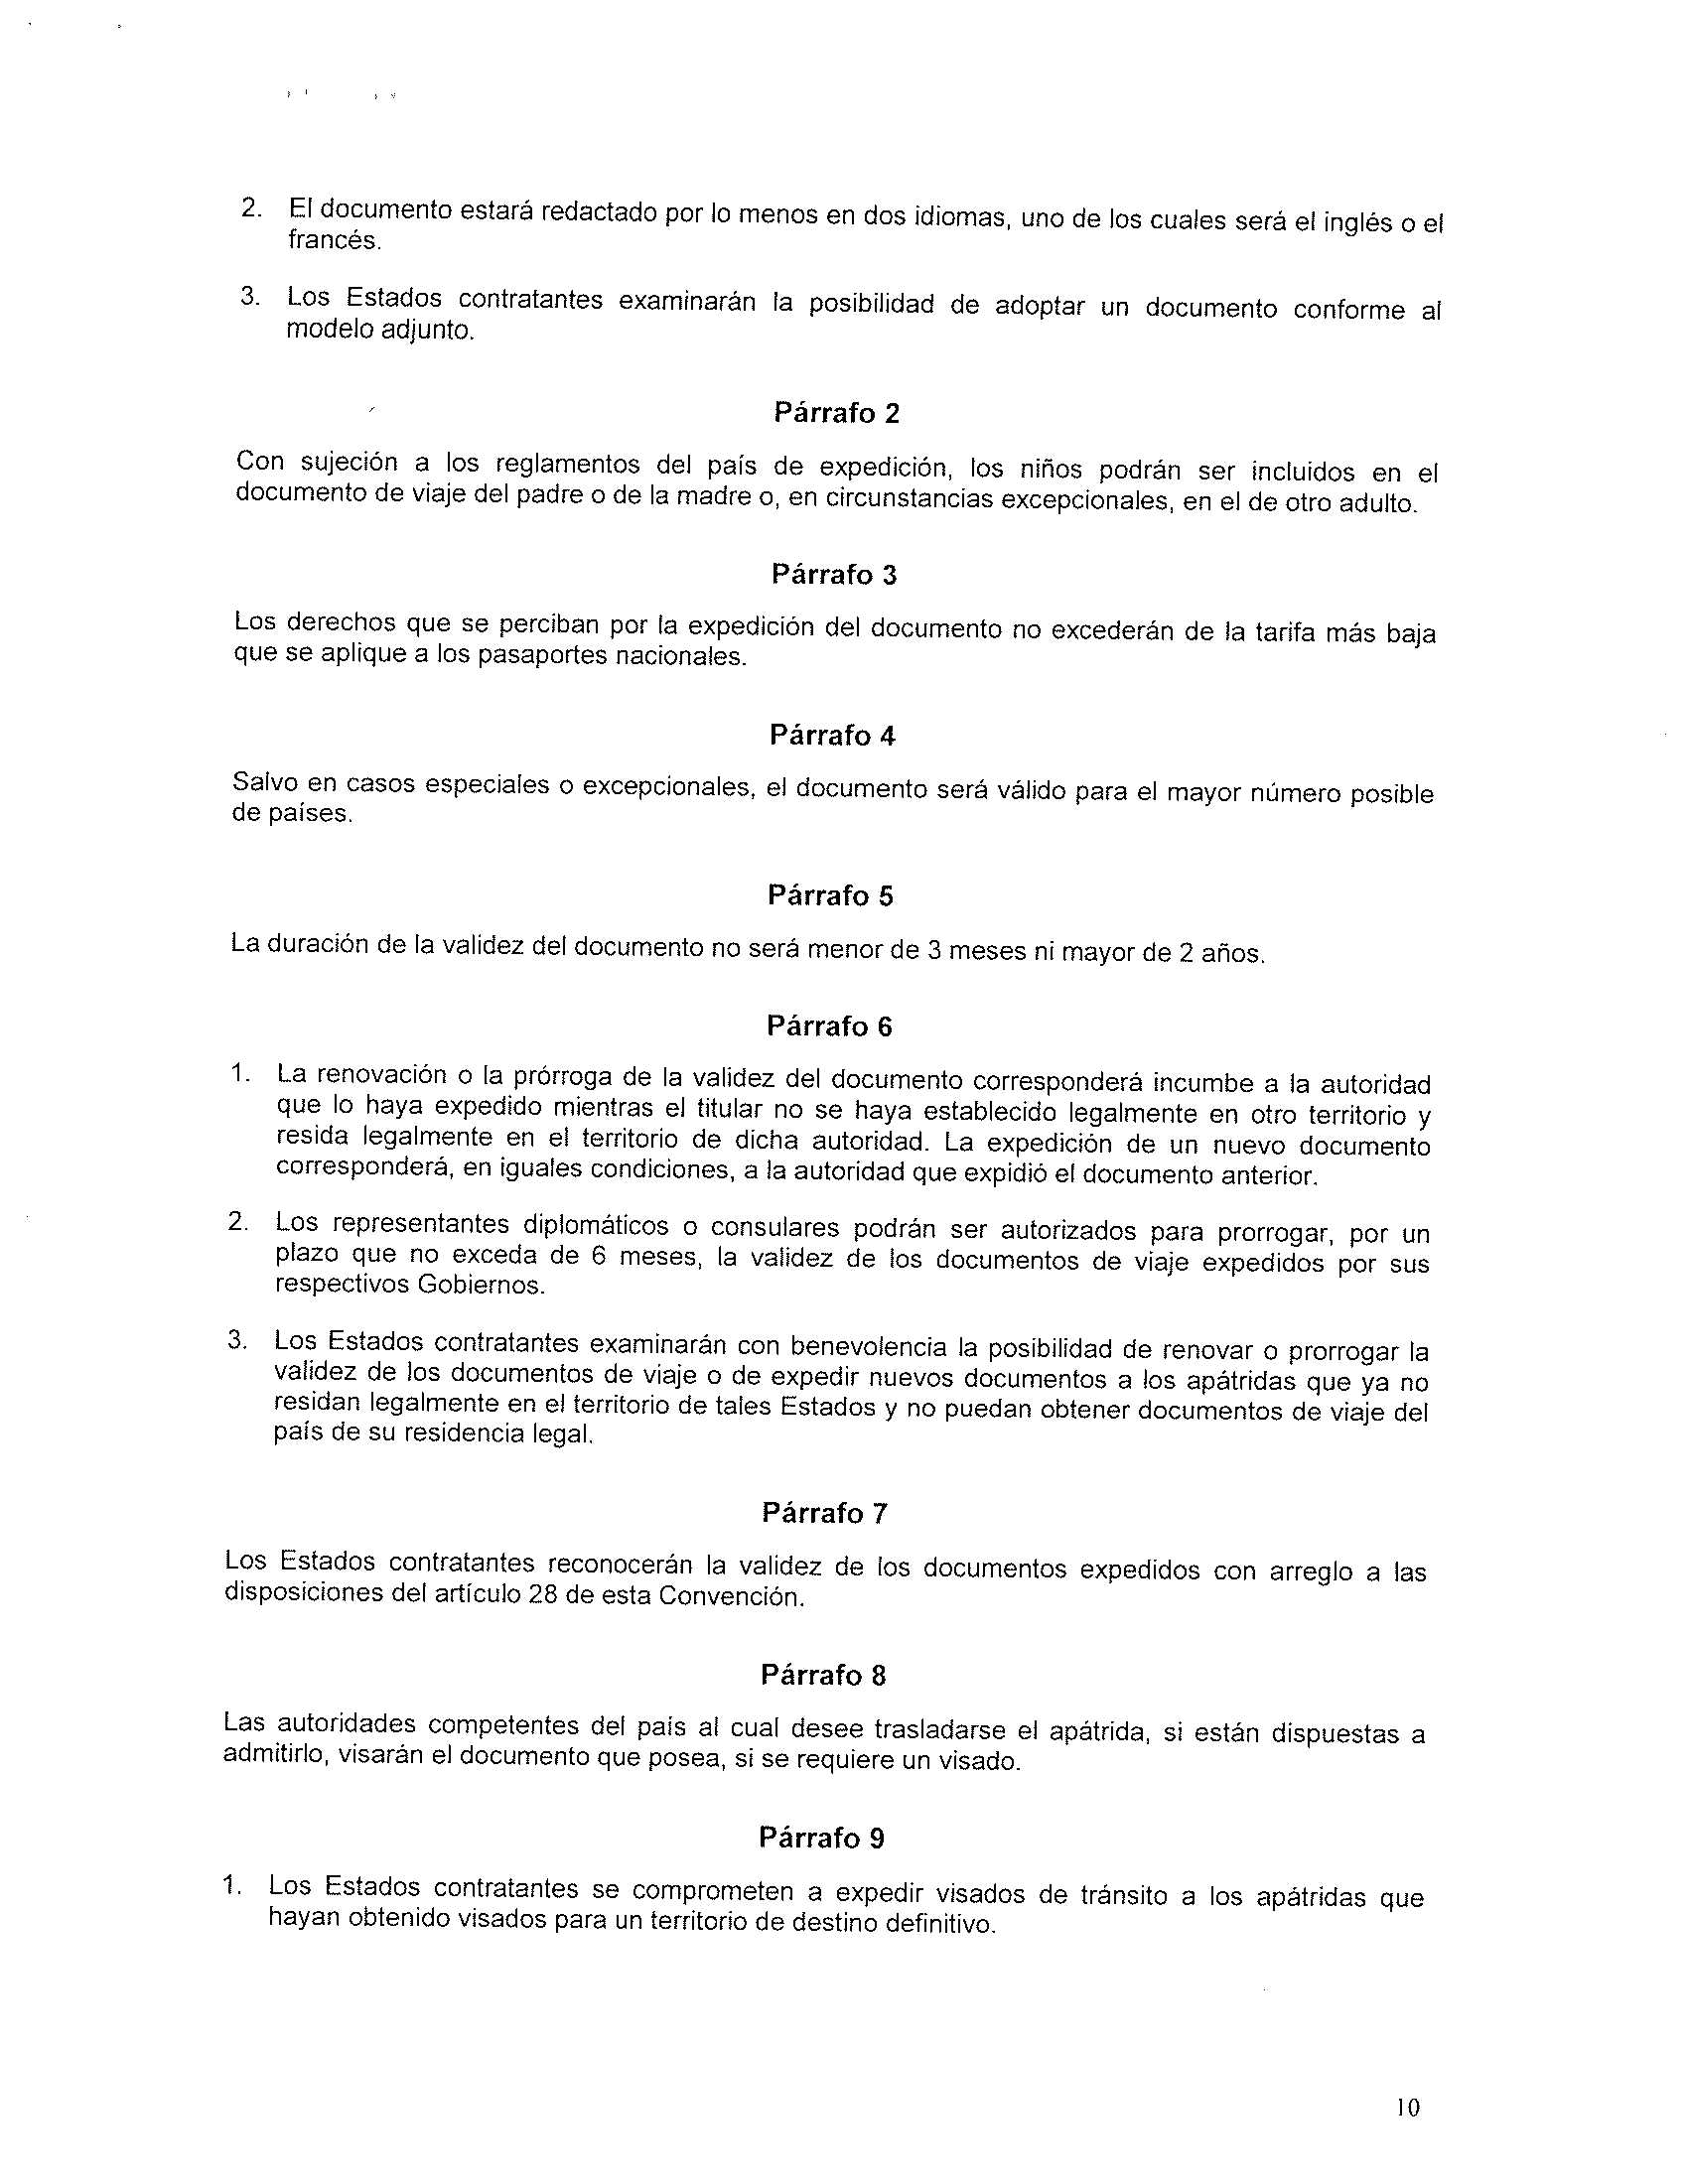 2. El documento estará redactado por lo menos en dos idiomas, uno de los cuales será el inglés o el
francés.
3. Los Estados contratantes examinarán la posibilidad de adoptar un documento conforme al
modelo adjunto.
Párrafo 2
Con sujeción a los reglamentos del país de expedición, los niños podrán ser incluidos en el
documento de viaje del padre o de la madre o, en circunstancias excepcionales, en el de otro adulto.
Párrafo 3
Los derechos que se perciban por la expedición del documento no excederán de la tarifa más baja
que se aplique a los pasaportes nacionales.
Párrafo 4
Salvo en casos especiales o excepcionales, el documento será válido para el mayor número posible
de países.
Párrafo 5
La duración de la validez del documento no será menor de 3 meses ni mayor de 2 años.
Párrafo 6
1. La renovación o la prórroga de la validez del documento corresponderá incumbe a la autoridad
que lo haya expedido mientras el titular no se haya establecido legalmente en otro territorio y
resida legalmente en el territorio de dicha autoridad. La expedición de un nuevo documento
corresponderá, en iguales condiciones, a la autoridad que expidió el documento anterior.
2. Los representantes diplomáticos o consulares podrán ser autorizados para prorrogar, por un
plazo que no exceda de 6 meses, la validez de los documentos de viaje expedidos por sus
respectivos Gobiernos.
3. Los Estados contratantes examinarán con benevolencia la posibilidad de renovar o prorrogar la
validez de los documentos de viaje o de expedir nuevos documentos a los apátridas que ya no
residan legalmente en el territorio de tales Estados y no puedan obtener documentos de viaje del
país de su residencia legal.
Párrafo 7
Los Estados contratantes reconocerán la validez de los documentos expedidos con arreglo a las
disposiciones del artículo 28 de esta Convención.
Párrafo 8
Las autoridades competentes del país al cual desee trasladarse el apátrida, si están dispuestas a
admitirlo, visarán el documento que posea, si se requiere un visado.
Párrafo 9
1. Los Estados contratantes se comprometen a expedir visados de tránsito a los apátridas que
hayan obtenido visados para un territorio de destino definitivo.
10